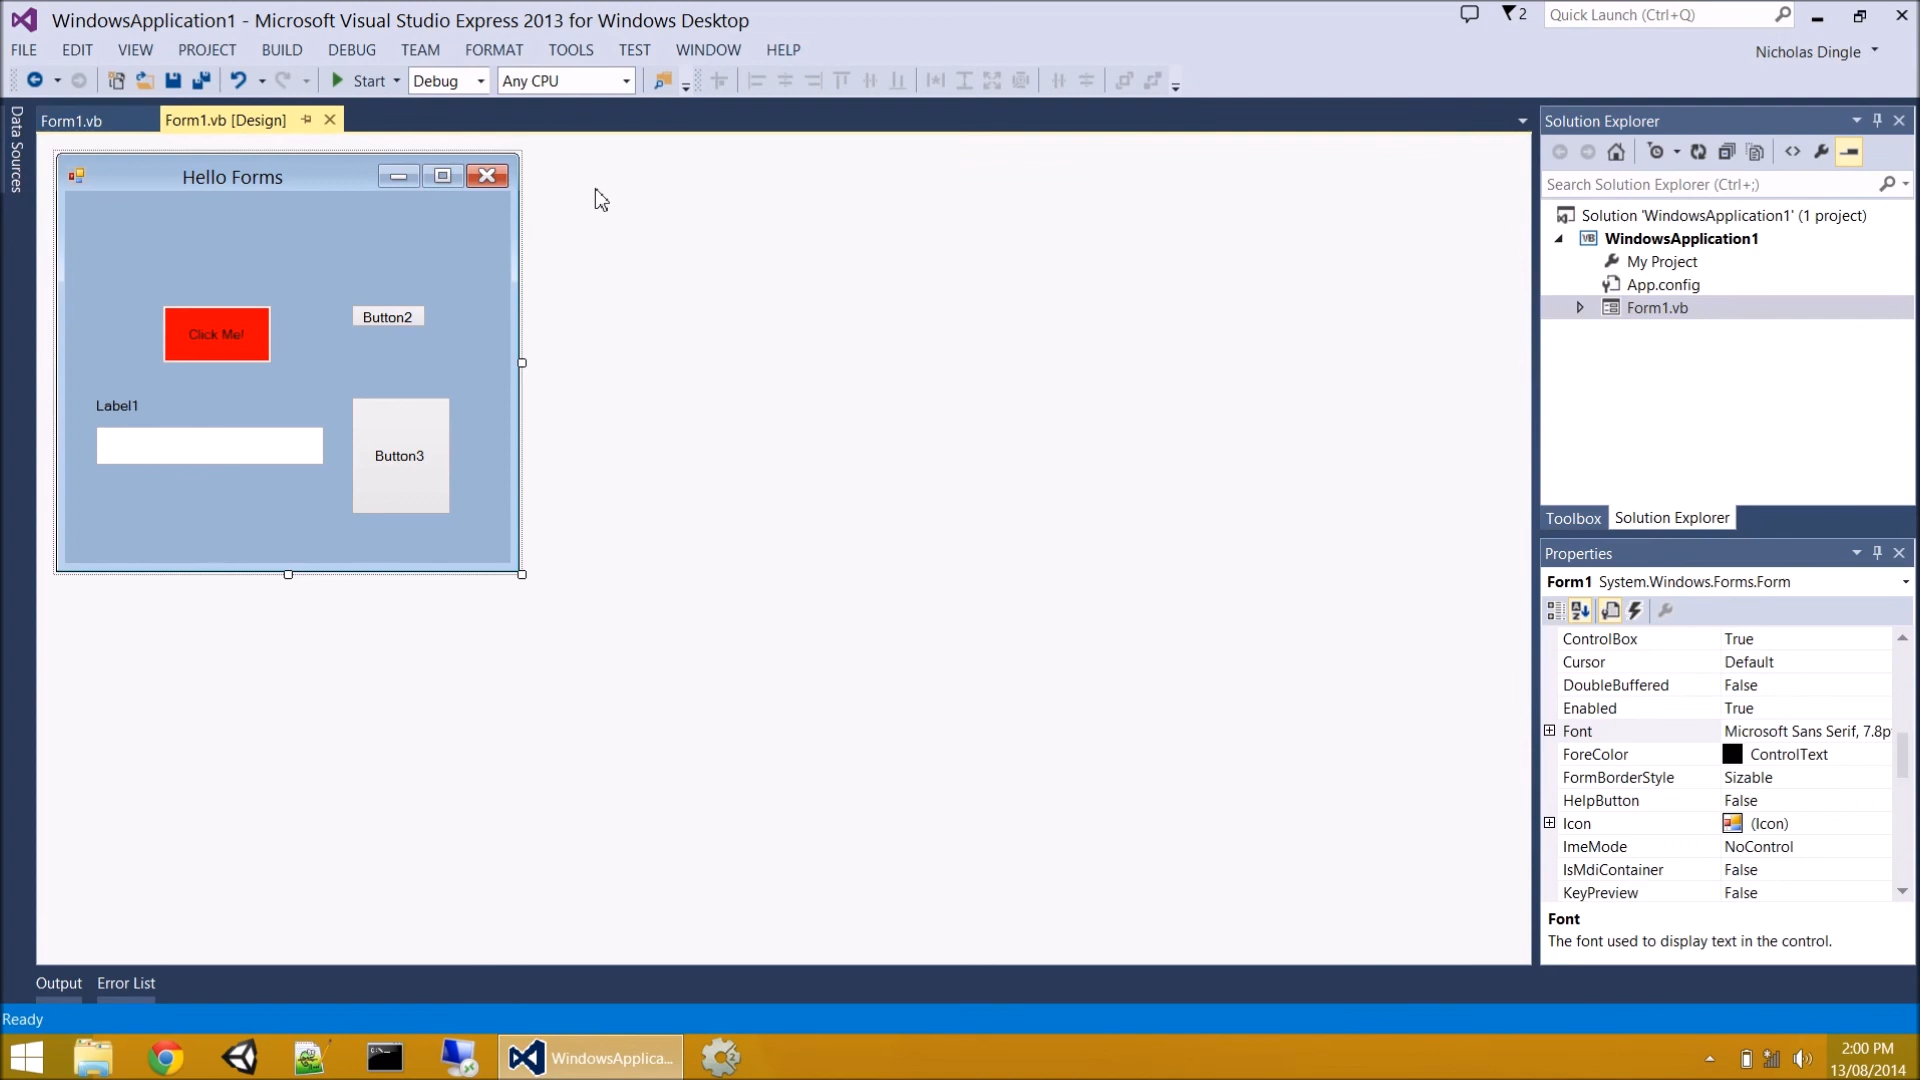 WindowsApplication1 - Microsoft Visual Studio Express 2013 for Windows Desktop
2
Quick Launch (Ctrl+Q)
FILE EDIT VIEW PROJECT BUILD DEBUG TEAM FORMAT TOOLS TEST WINDOW HELP
Nicholas Dingle
Start Debug Any CPU
Data Sources
Form1.vb
Form1.vb [Design]
Hello Forms
Click Me!
Button2
Label1
Button3
Solution Explorer
Search Solution Explorer (Ctrl+;)
Solution 'WindowsApplication1' (1 project)
VB WindowsApplication1
My Project
App.config
Form1.vb
Toolbox Solution Explorer
Properties
Form1 System.Windows.Forms.Form
ControlBox True
Cursor Default
DoubleBuffered False
Enabled True
Font Microsoft Sans Serif, 7.8p
ForeColor ControlText
FormBorderStyle Sizable
HelpButton False
Icon (Icon)
ImeMode NoControl
IsMdiContainer False
KeyPreview False
Font
The font used to display text in the control.
Output Error List
Ready
WindowsApplica...
2:00 PM
13/08/2014